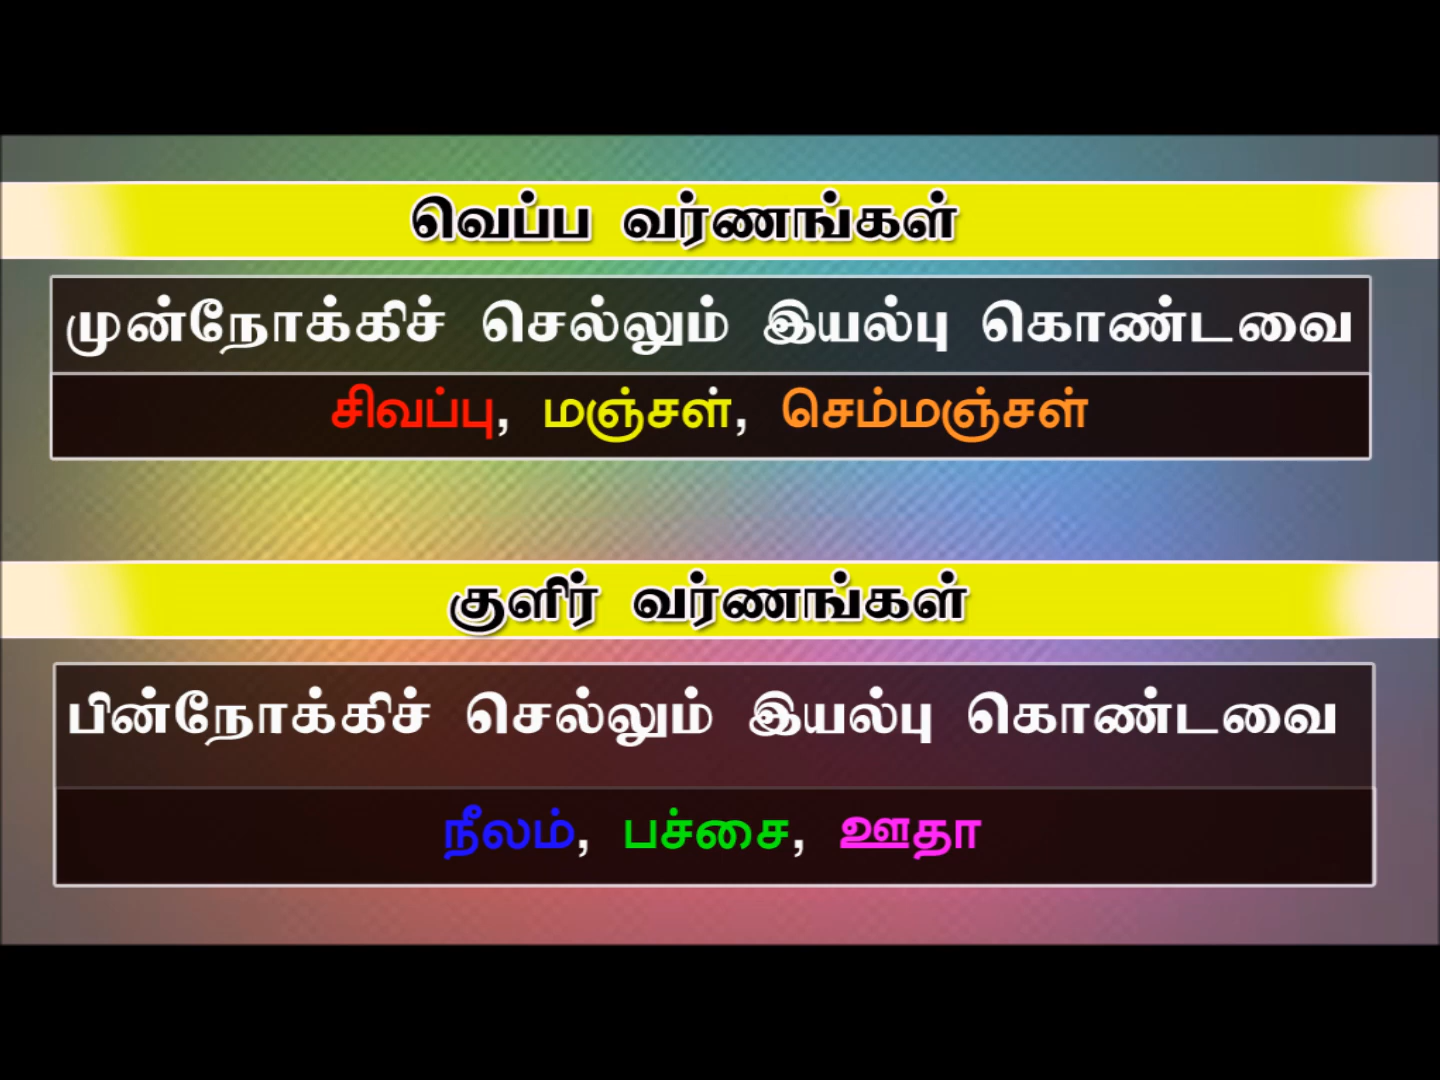 வெப்ப வர்ணங்கள்
முன்நோக்கிச் செல்லும் இயல்பு கொண்டவை
சிவப்பு, மஞ்சள், செம்மஞ்சள்
குளிர் வர்ணங்கள்
பின்நோக்கிச் செல்லும் இயல்பு கொண்டவை
நீலம், பச்சை, ஊதா